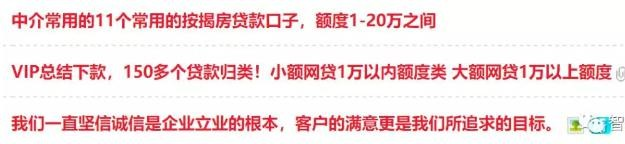 中介常用的11个常用的按揭房贷款口子，额度1-20万之间
VIP总结下款，150多个贷款归类！小额网贷1万以内额度类 大额网贷1万以上额度
我们一直坚信诚信是企业立业的根本，客户的满意更是我们所追求的目标。
智